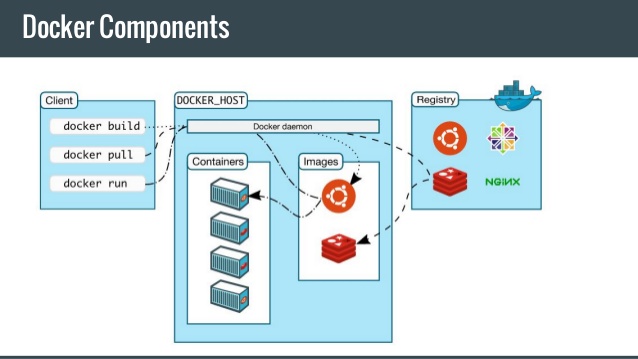 Docker Components
Client
docker build
docker pull
docker run
DOCKER_HOST
Docker daemon
Containers
Images
Registry
NGiNX